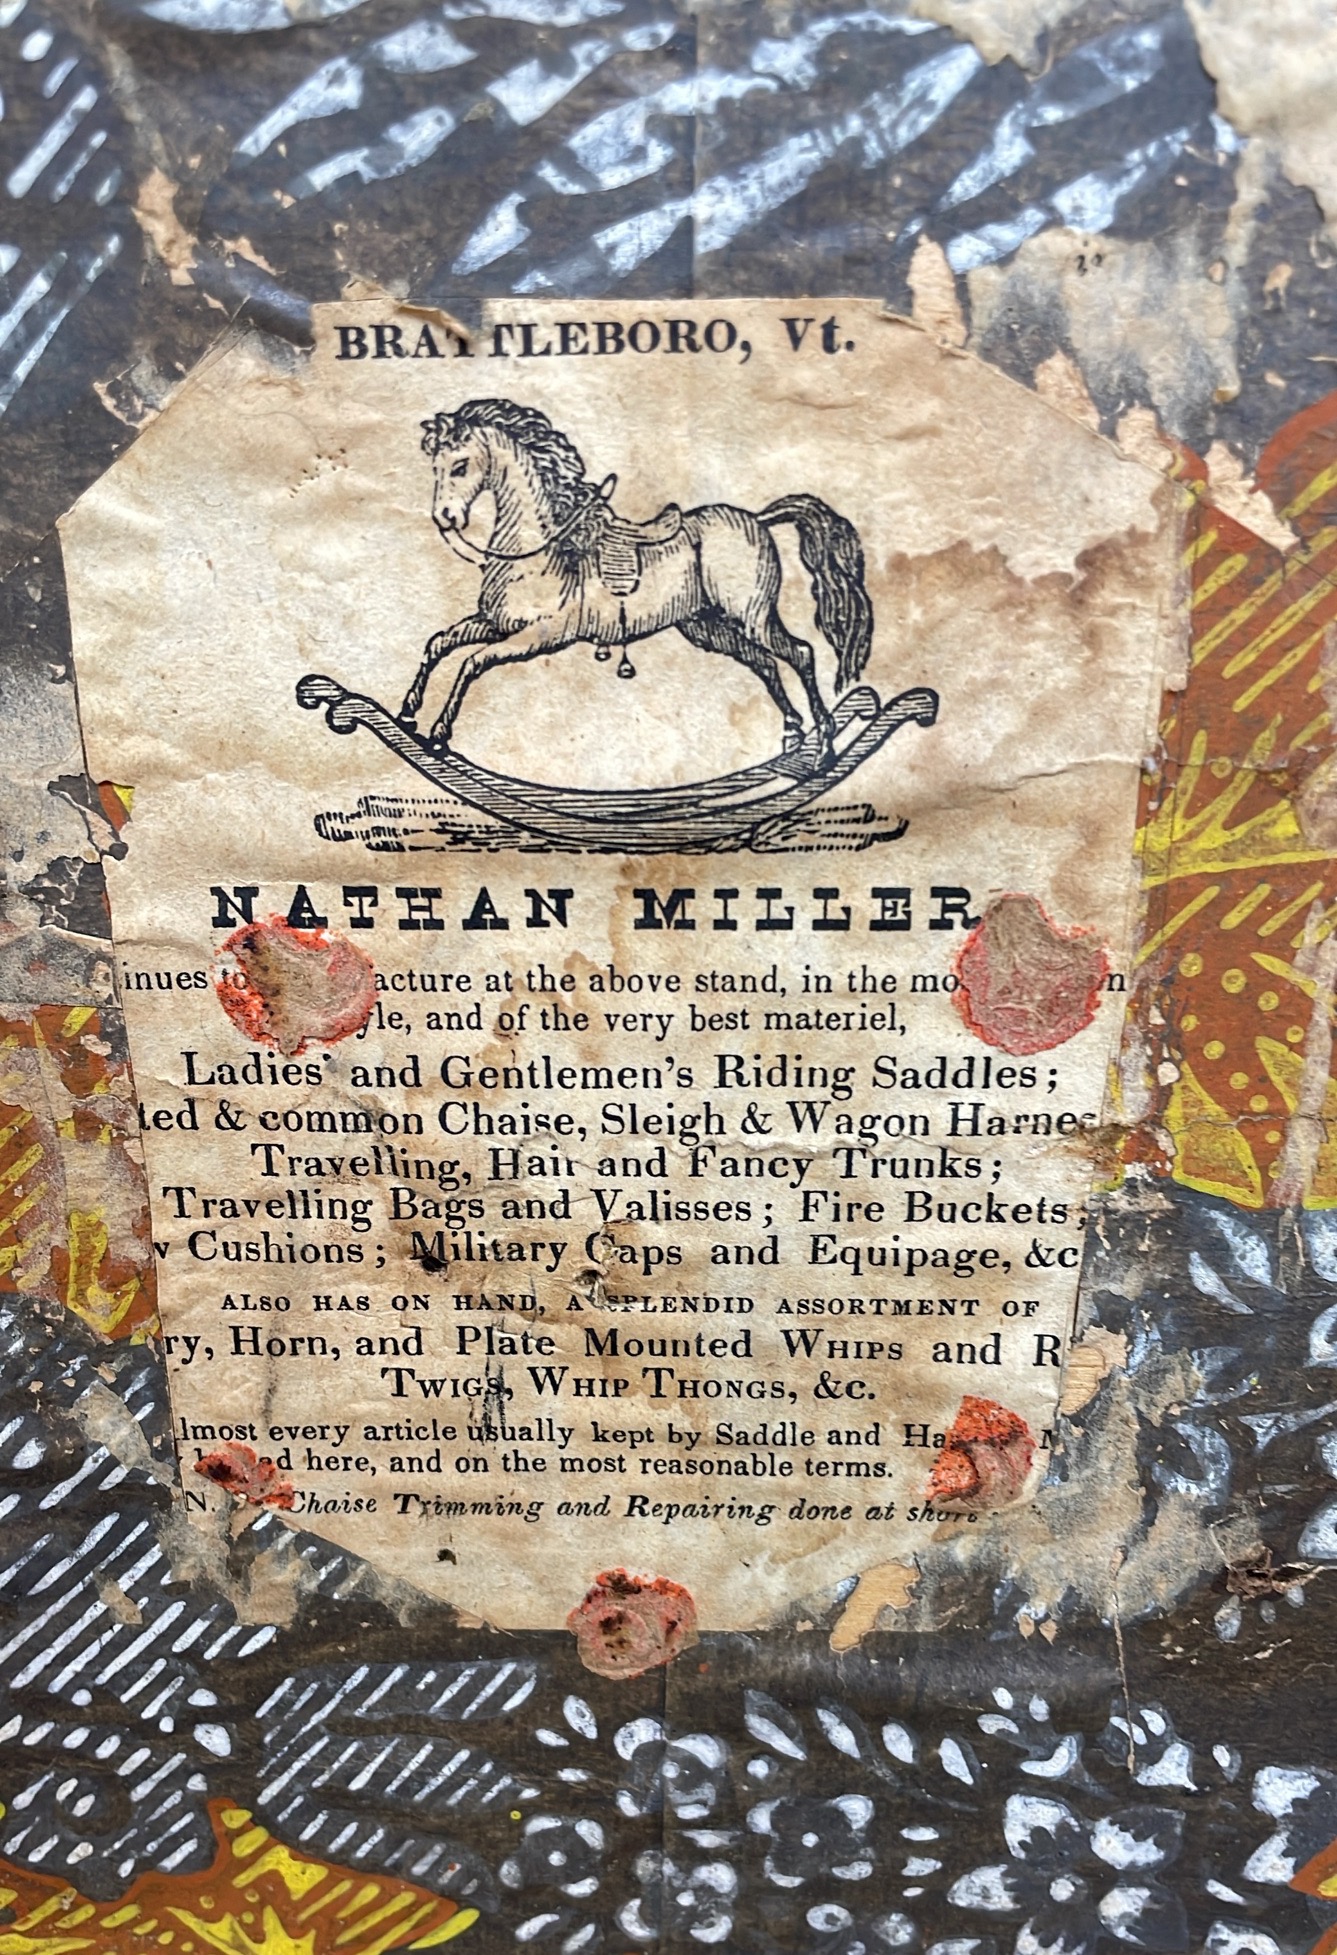 BRATTLEBORO, Vt.
NATHAN MILLER
inues to acture at the above stand, in the mo n
yle, and of the very best materiel,
Ladies' and Gentlemen's Riding Saddles;
ted & common Chaise, Sleigh & Wagon Harnes
Travelling, Hair and Fancy Trunks;
Travelling Bags and Valisses; Fire Buckets;
w Cushions; Military Caps and Equipage, &c
ALSO HAS ON HAND, A SPLENDID ASSORTMENT OF
ry, Horn, and Plate Mounted WHIPS and R
TWIGS, WHIP THONGS, &c.
lmost every article usually kept by Saddle and Ha M
d here, and on the most reasonable terms.
N. Chaise Trimming and Repairing done at short